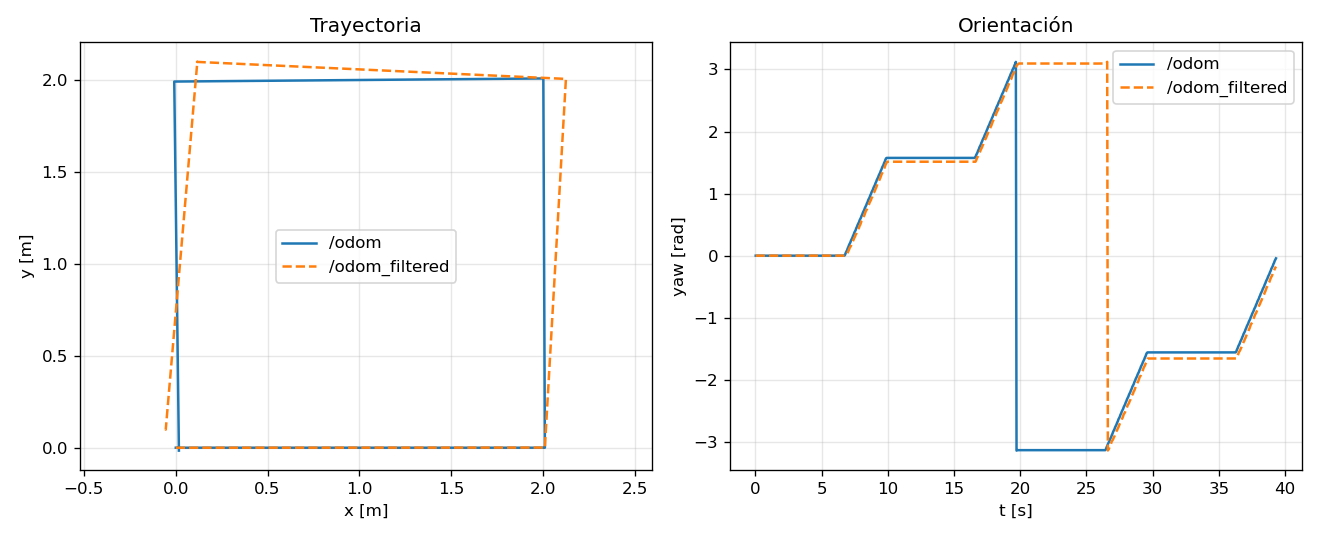 Trayectoria
y [m]
2.0
1.5
1.0
0.5
0.0
/odom
/odom_filtered
−0.5 0.0 0.5 1.0 1.5 2.0 2.5
x [m]
Orientación
yaw [rad]
3
2
1
0
−1
−2
−3
/odom
/odom_filtered
0 5 10 15 20 25 30 35 40
t [s]